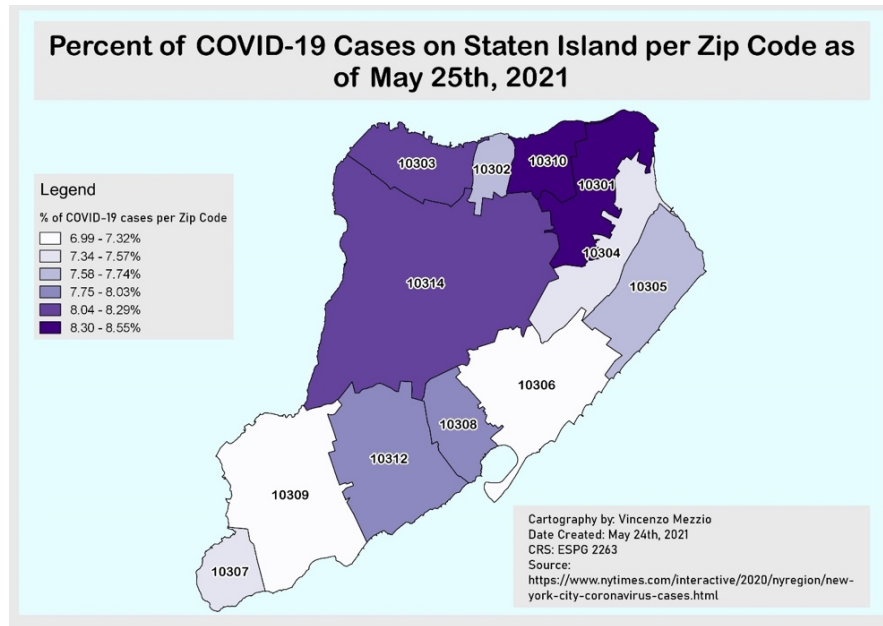 Percent of COVID-19 Cases on Staten Island per Zip Code as
of May 25th, 2021
10303
10302
10310
10301
Legend
% of COVID-19 cases per Zip Code
6.99 - 7.32%
7.34 - 7.57%
7.58 - 7.74%
7.75 - 8.03%
8.04 - 8.29%
8.30 - 8.55%
10304
10314
10305
10306
10308
10312
10309
10307
Cartography by: Vincenzo Mezzio
Date Created: May 24th, 2021
CRS: ESPG 2263
Source:
https://www.nytimes.com/interactive/2020/nyregion/new-
york-city-coronavirus-cases.html